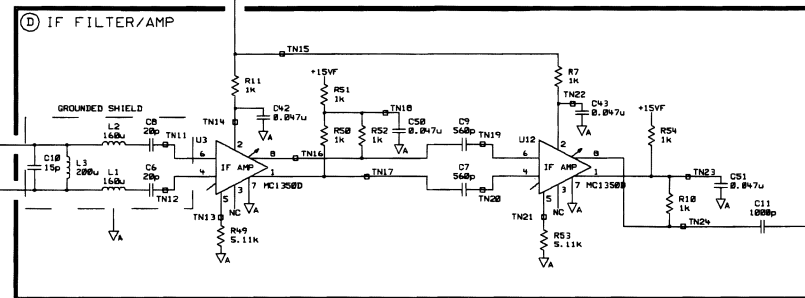 D IF FILTER/AMP
TN15
R11
1k
+15VF
R51
1k
R7
1k
TN22
+15VF
GROUNDED SHIELD
TN14
C42
0.047u
TN18
R50
1k
R52
1k
C50
0.047u
C9
560p
TN19
C43
0.047u
R54
1k
L2
160u
C8
20p
TN11
U3
2
6
8
IF AMP
4
1
5
3
7
MC1350D
TN16
TN17
C7
560p
TN20
U12
2
6
8
IF AMP
4
1
5
3
7
MC1350D
TN23
C51
0.047u
C10
15p
L3
200u
L1
160u
C6
20p
TN12
TN13
NC
R49
5.11k
TN21
NC
R53
5.11k
R10
1k
TN24
C11
1000p
A
A
A
A
A
A
A
A
A